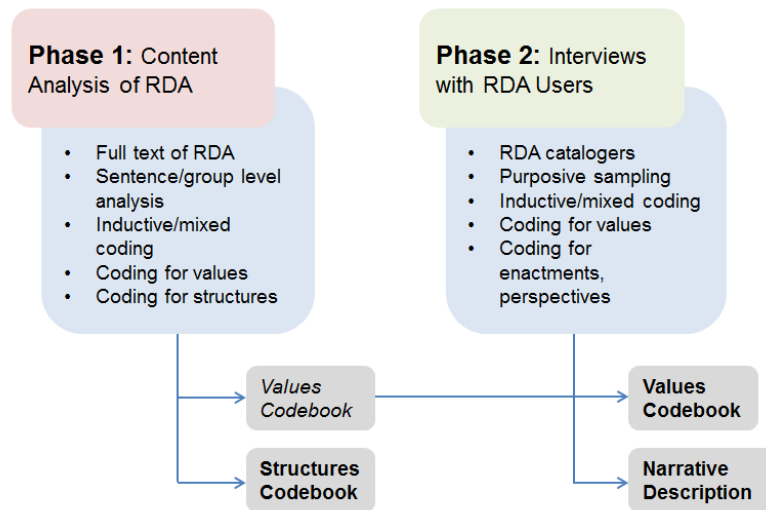 Phase 1: Content
Analysis of RDA
• Full text of RDA
• Sentence/group level
analysis
• Inductive/mixed
coding
• Coding for values
• Coding for structures
Phase 2: Interviews
with RDA Users
• RDA catalogers
• Purposive sampling
• Inductive/mixed coding
• Coding for values
• Coding for
enactments,
perspectives
Values
Codebook
Values
Codebook
Structures
Codebook
Narrative
Description